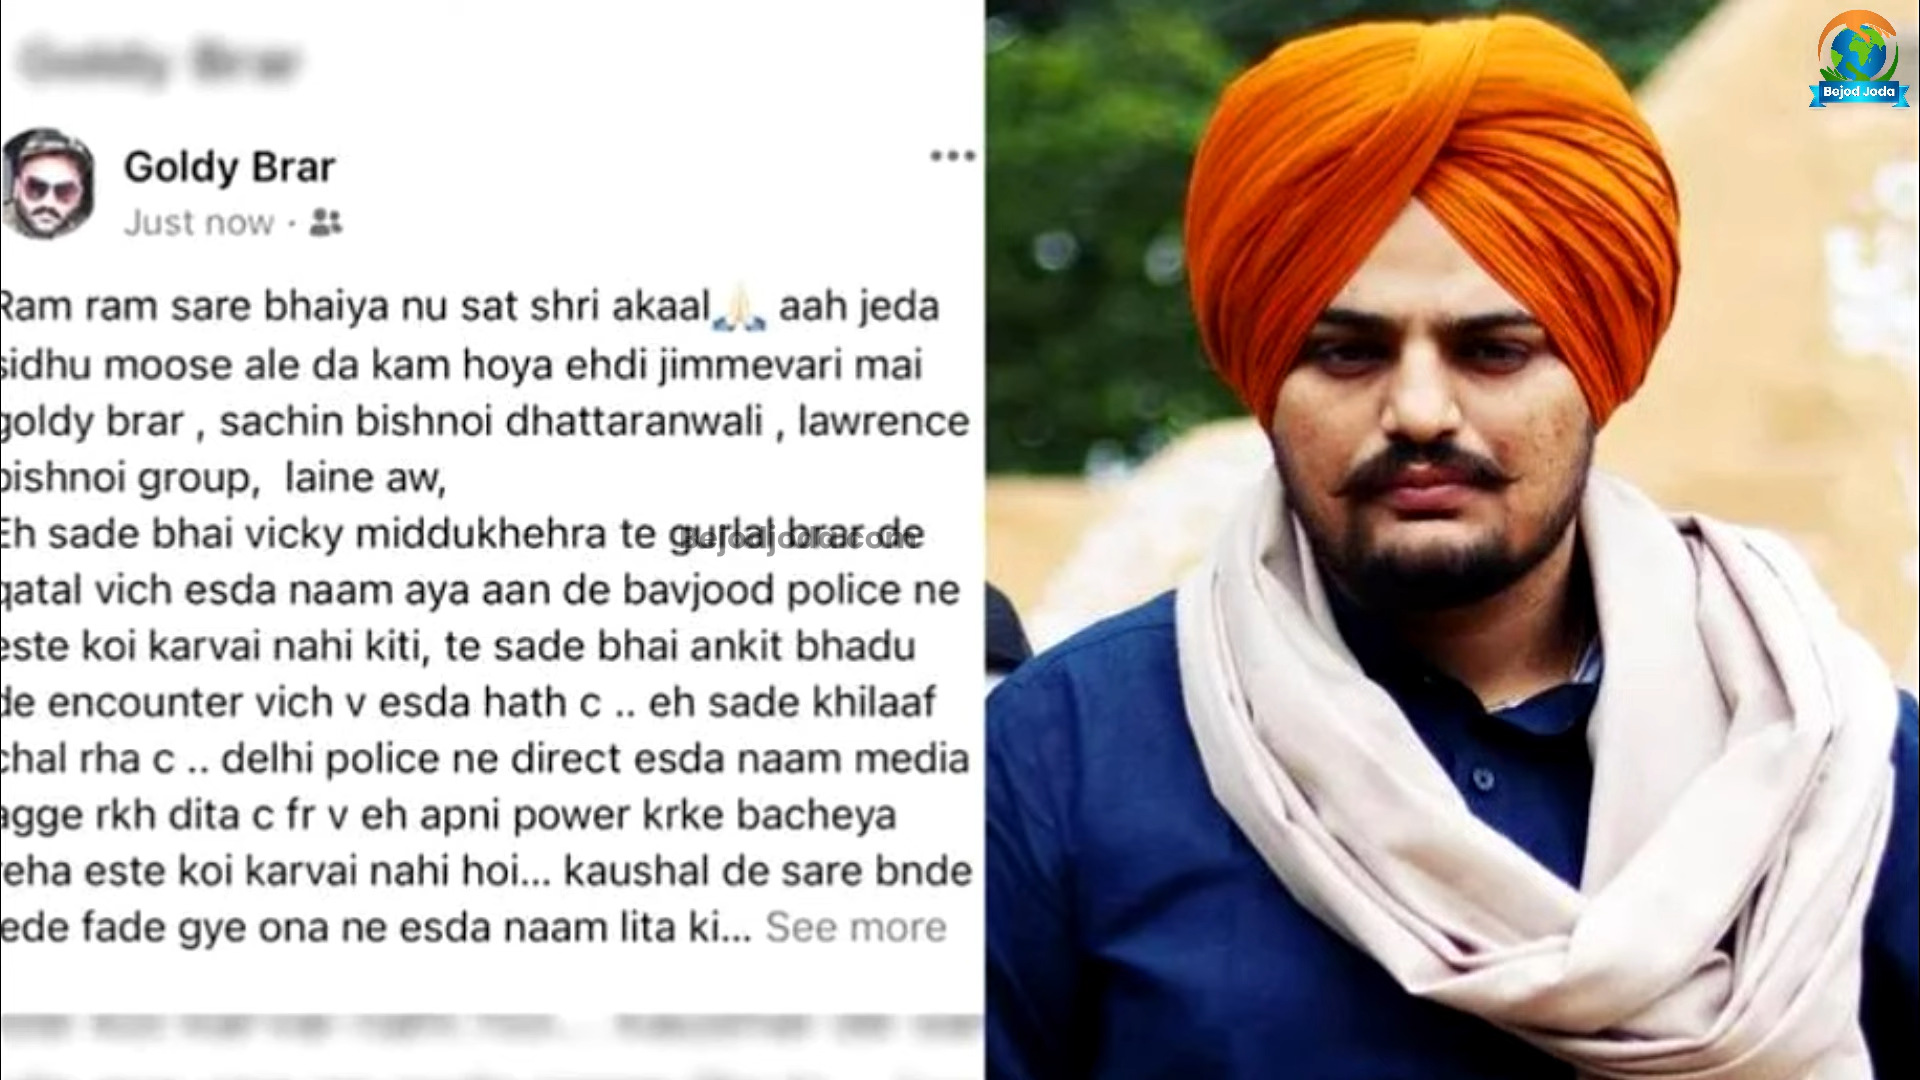 Goldy Brar
Bejod Joda
Goldy Brar
Just now ·
Ram ram sare bhaiya nu sat shri akaal🙏🏻 aah jeda
sidhu moose ale da kam hoya ehdi jimmevari mai
goldy brar , sachin bishnoi dhattaranwali , lawrence
bishnoi group, laine aw,
Eh sade bhai vicky middukhehra te gurlal brar de
Bejodjoda.com
qatal vich esda naam aya aan de bavjood police ne
este koi karvai nahi kiti, te sade bhai ankit bhadu
de encounter vich v esda hath c .. eh sade khilaaf
chal rha c .. delhi police ne direct esda naam media
agge rkh dita c fr v eh apni power krke bacheya
reha este koi karvai nahi hoi... kaushal de sare bnde
fade gye ona ne esda naam lita ki... See more